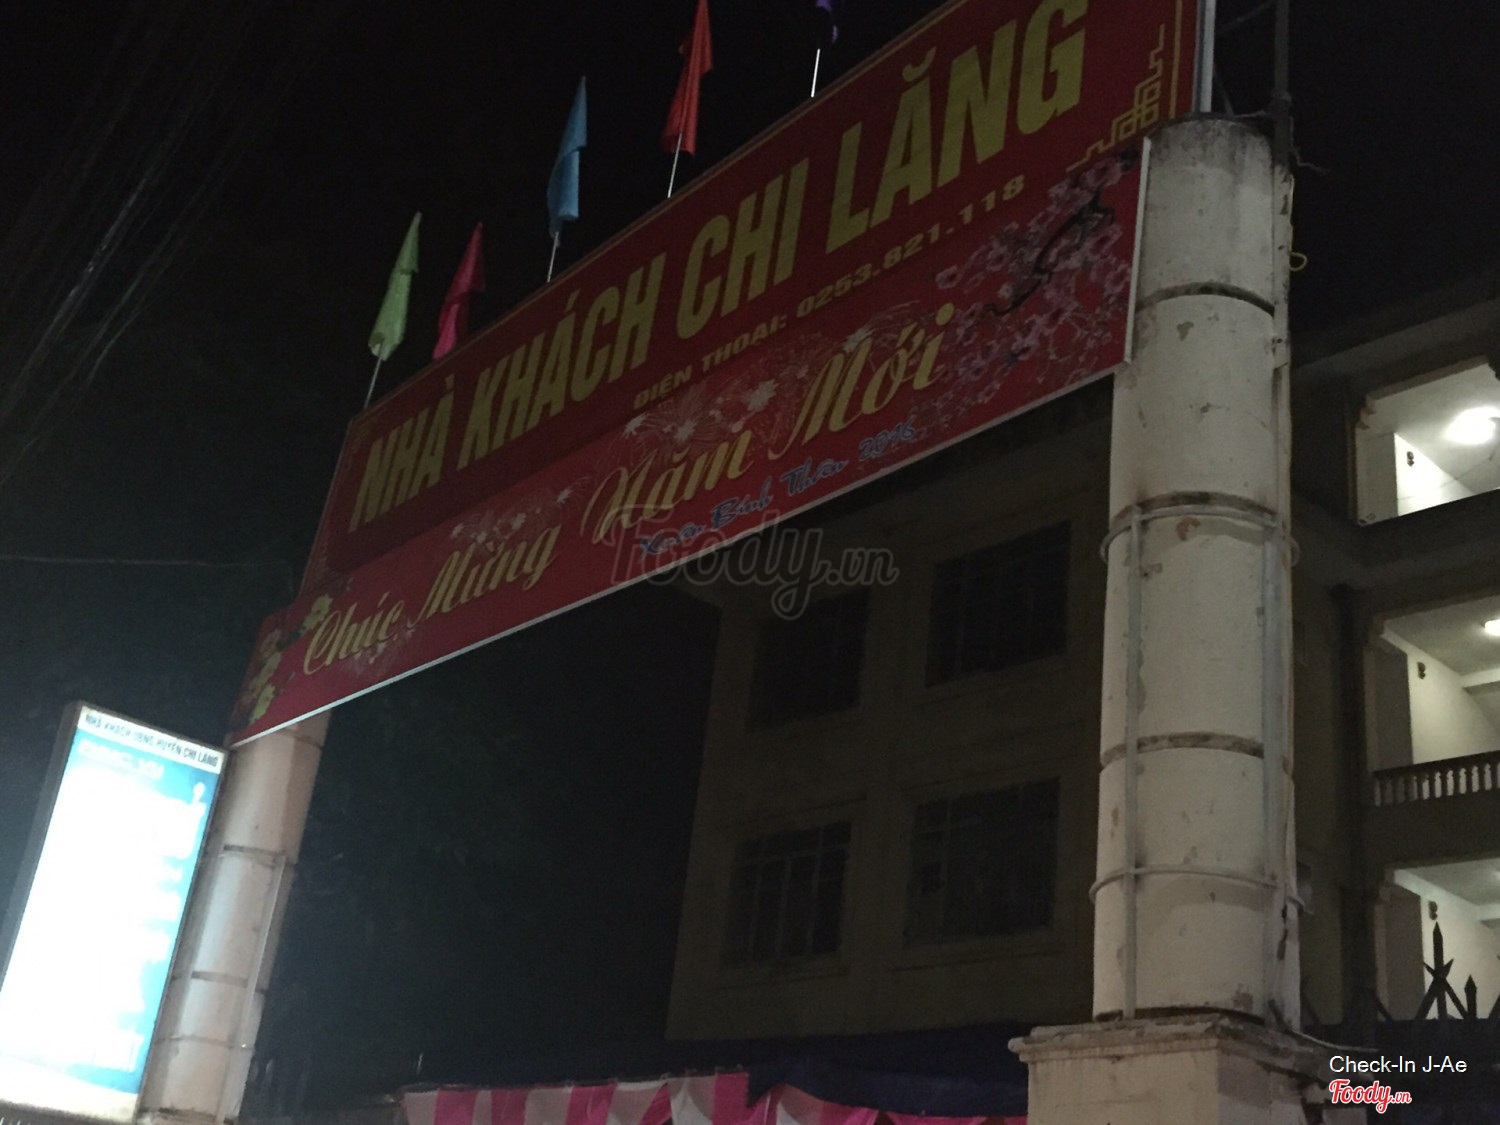 NHÀ KHÁCH CHI LĂNG
ĐIỆN THOẠI: 0253.821.118
Chúc Mừng Năm Mới
Xuân Bính Thân 2016
NHÀ KHÁCH UBND HUYỆN CHI LĂNG
Foody.vn
Check-In J-Ae
Foody.vn